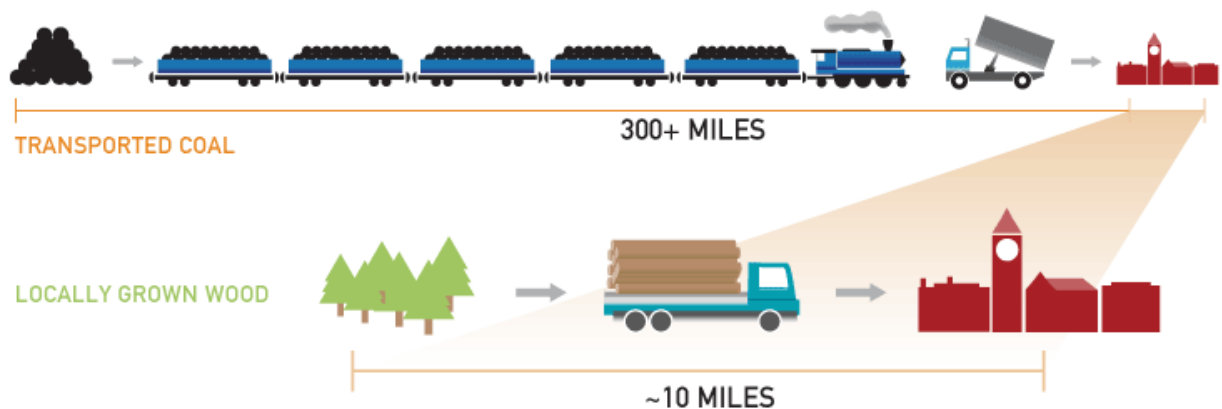 300+ MILES
TRANSPORTED COAL
LOCALLY GROWN WOOD
~10 MILES